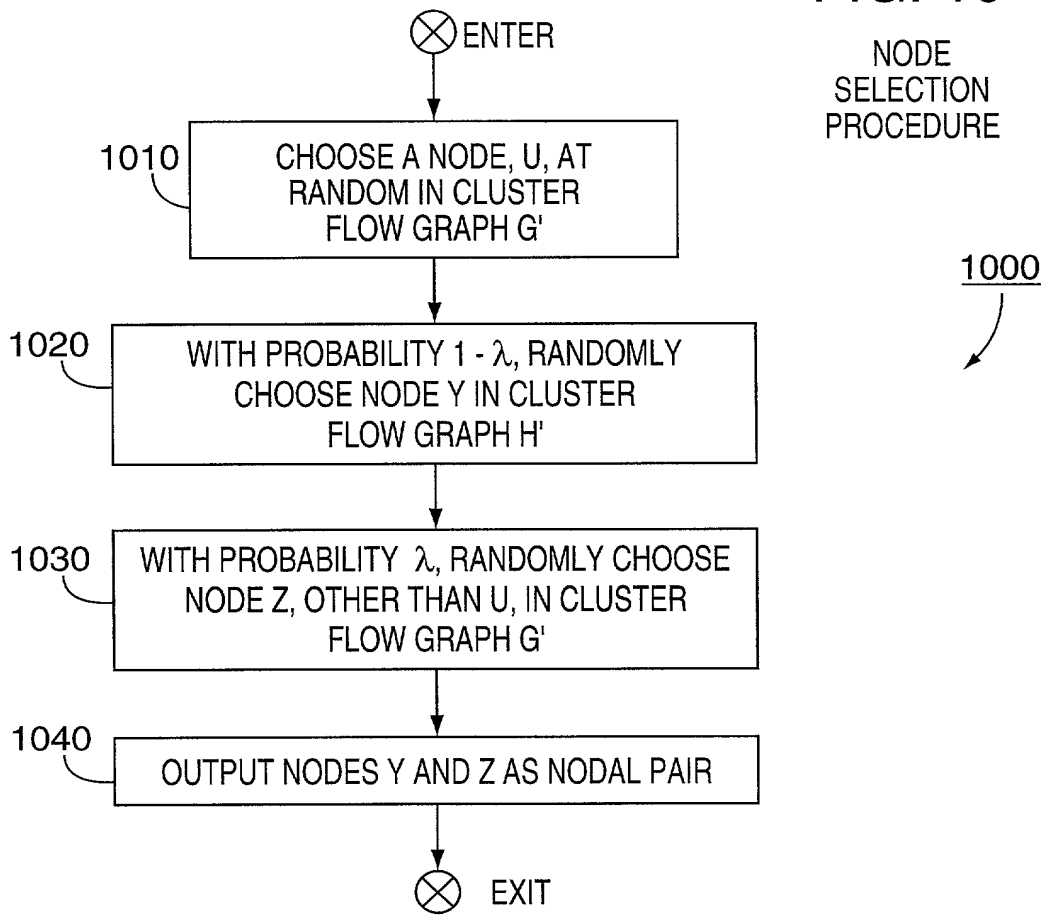 ENTER
NODE
SELECTION
PROCEDURE
1010
CHOOSE A NODE, U, AT
RANDOM IN CLUSTER
FLOW GRAPH G'
1000
1020
WITH PROBABILITY 1 - λ, RANDOMLY
CHOOSE NODE Y IN CLUSTER
FLOW GRAPH H'
1030
WITH PROBABILITY λ, RANDOMLY CHOOSE
NODE Z, OTHER THAN U, IN CLUSTER
FLOW GRAPH G'
1040
OUTPUT NODES Y AND Z AS NODAL PAIR
EXIT